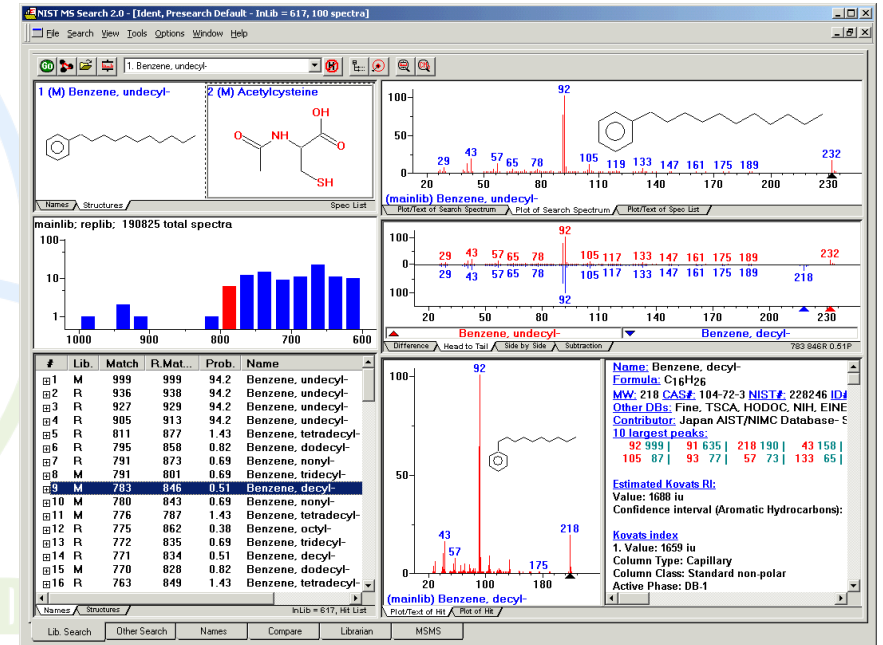 NIST MS Search 2.0 - [Ident, Presearch Default - InLib = 617, 100 spectra]
File Search View Tools Options Window Help
Go 1. Benzene, undecyl-
1 (M) Benzene, undecyl- 2 (M) Acetylcysteine
OH
O NH O
SH
Names Structures Spec List
100-
50-
0-
92
29 43 57 65 78 105 119 133 147 161 175 189 232
20 50 80 110 140 170 200 230
(mainlib) Benzene, undecyl-
Plot/Text of Search Spectrum Plot of Search Spectrum Plot/Text of Spec List
mainlib; replib; 190825 total spectra
100-
10-
1-
1000 900 800 700 600
92
100-
0-
100-
29 43 57 65 78 105 117 133 147 161 175 189 232
29 43 57 65 78 105 117 133 147 161 175 189 218
92
20 50 80 110 140 170 200 230
Benzene, undecyl- Benzene, decyl-
Difference Head to Tail Side by Side Subtraction 783 846R 0.51P
# Lib. Match R.Mat... Prob. Name
1 M 999 999 94.2 Benzene, undecyl-
2 R 936 938 94.2 Benzene, undecyl-
3 R 927 929 94.2 Benzene, undecyl-
4 R 905 913 94.2 Benzene, undecyl-
5 R 811 877 1.43 Benzene, tetradecyl-
6 R 795 858 0.82 Benzene, dodecyl-
7 R 791 873 0.69 Benzene, nonyl-
8 M 791 801 0.69 Benzene, tridecyl-
9 M 783 846 0.51 Benzene, decyl-
10 M 780 843 0.69 Benzene, nonyl-
11 M 776 787 1.43 Benzene, tetradecyl-
12 R 775 862 0.38 Benzene, octyl-
13 R 772 835 0.69 Benzene, tridecyl-
14 R 771 834 0.51 Benzene, decyl-
15 M 770 828 0.82 Benzene, dodecyl-
16 R 763 849 1.43 Benzene, tetradecyl-
Names Structures InLib = 617, Hit List
100-
50-
0-
92
43
57
175
218
20 100 180
(mainlib) Benzene, decyl-
Plot/Text of Hit Plot of Hit
Name: Benzene, decyl-
Formula: C16H26
MW: 218 CAS#: 104-72-3 NIST#: 228246 ID#
Other DBs: Fine, TSCA, HODOC, NIH, EINE
Contributor: Japan AIST/NIMC Database- S
10 largest peaks:
92 999 | 91 635 | 218 190 | 43 158 |
105 87 | 93 77 | 57 73 | 133 65 |
Estimated Kovats RI:
Value: 1688 iu
Confidence interval (Aromatic Hydrocarbons):
Kovats index
1. Value: 1659 iu
Column Type: Capillary
Column Class: Standard non-polar
Active Phase: DB-1
Lib. Search Other Search Names Compare Librarian MSMS